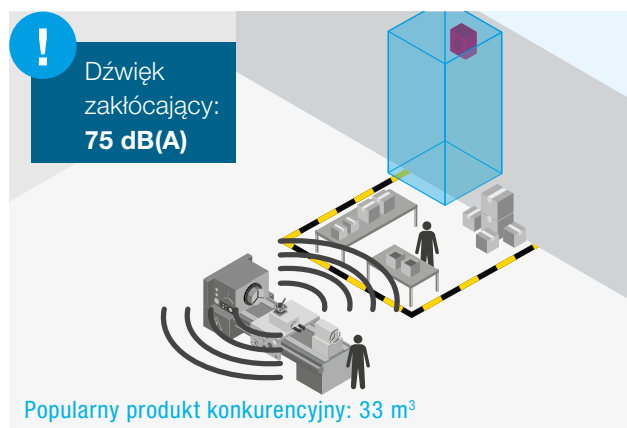 !
Dźwięk
zakłócający:
75 dB(A)
Popularny produkt konkurencyjny: 33 m³